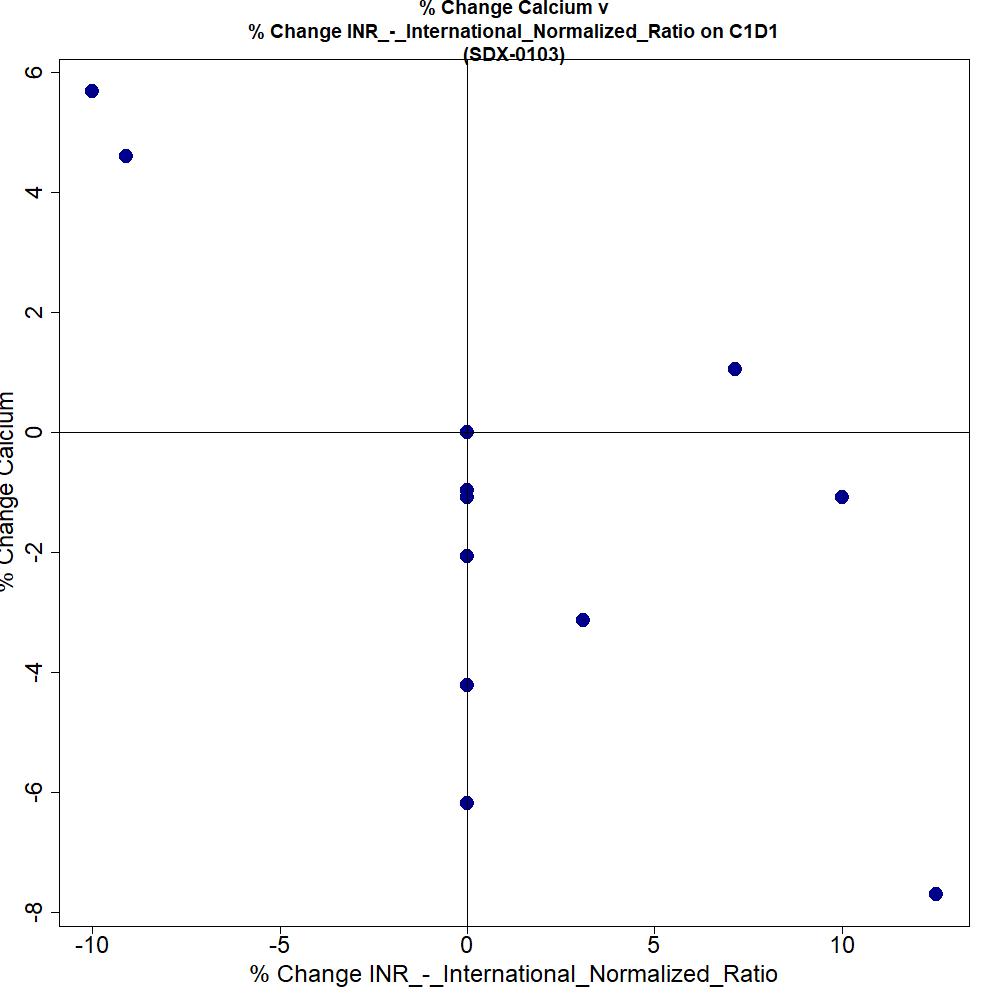 % Change Calcium v
% Change INR_-_International_Normalized_Ratio on C1D1
(SDX-0103)
% Change Calcium
6
4
2
0
-2
-4
-6
-8
-10
-5
0
5
10
% Change INR_-_International_Normalized_Ratio